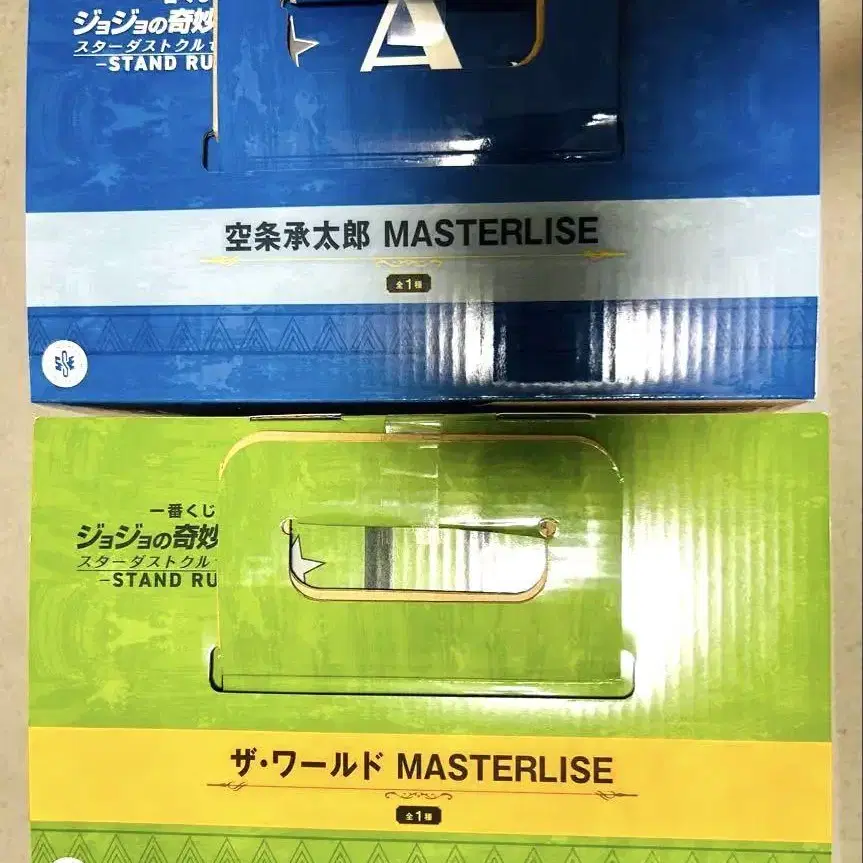 ジョジョの奇妙
スターダストクル
-STAND RU
A
空条承太郎 MASTERLISE
全1種
一番くじ
ジョジョの奇妙
スターダストクル
-STAND RU
ザ・ワールド MASTERLISE
全1種